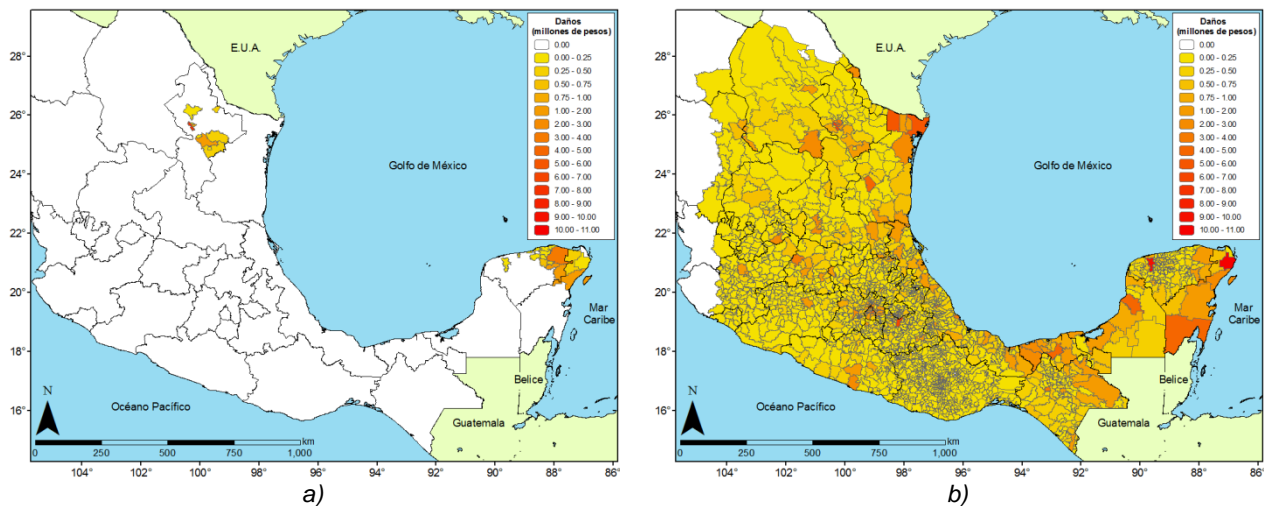 28°
26°
24°
22°
20°
18°
16°
E.U.A.
Golfo de México
Mar
Caribe
Belice
Guatemala
Océano Pacífico
N
0 250 500 750 1,000
km
104° 102° 100° 98° 96° 94° 92° 90° 88° 86°
Daños
(millones de pesos)
0.00
0.00 - 0.25
0.25 - 0.50
0.50 - 0.75
0.75 - 1.00
1.00 - 2.00
2.00 - 3.00
3.00 - 4.00
4.00 - 5.00
5.00 - 6.00
6.00 - 7.00
7.00 - 8.00
8.00 - 9.00
9.00 - 10.00
10.00 - 11.00
a)
28°
26°
24°
22°
20°
18°
16°
E.U.A.
Golfo de México
Mar
Caribe
Belice
Guatemala
Océano Pacífico
N
0 250 500 750 1,000
km
104° 102° 100° 98° 96° 94° 92° 90° 88° 86°
Daños
(millones de pesos)
0.00
0.00 - 0.25
0.25 - 0.50
0.50 - 0.75
0.75 - 1.00
1.00 - 2.00
2.00 - 3.00
3.00 - 4.00
4.00 - 5.00
5.00 - 6.00
6.00 - 7.00
7.00 - 8.00
8.00 - 9.00
9.00 - 10.00
10.00 - 11.00
b)